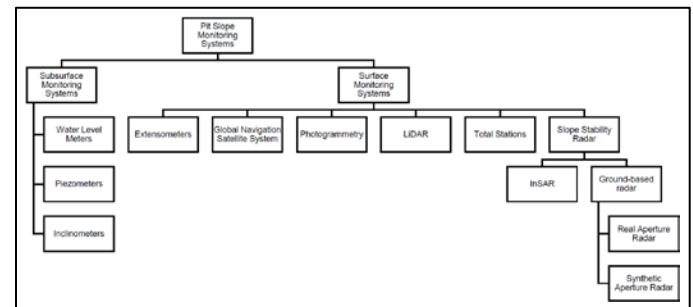 Pit Slope
Monitoring
Systems
Subsurface
Monitoring
Systems
Surface
Monitoring
Systems
Water Level
Meters
Extensometers
Global Navigation
Satellite System
Photogrammetry
LiDAR
Total Stations
Slope Stability
Radar
Piezometers
InSAR
Ground-based
radar
Inclinometers
Real Aperture
Radar
Synthetic
Aperture Radar